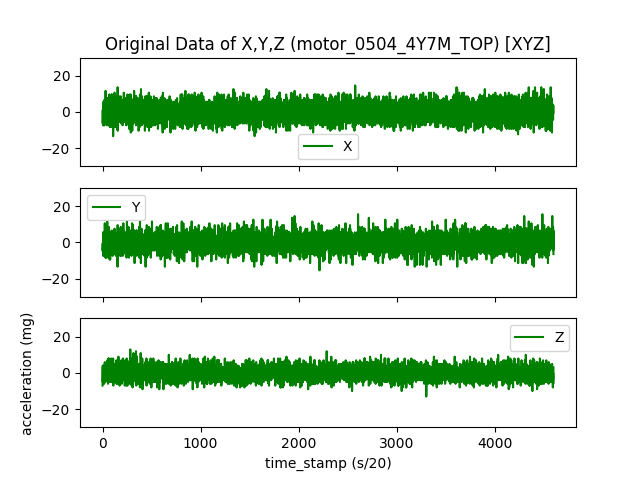 Original Data of X,Y,Z (motor_0504_4Y7M_TOP) [XYZ]
20
0
−20
X
20
0
−20
Y
20
0
−20
Z
acceleration (mg)
0 1000 2000 3000 4000
time_stamp (s/20)